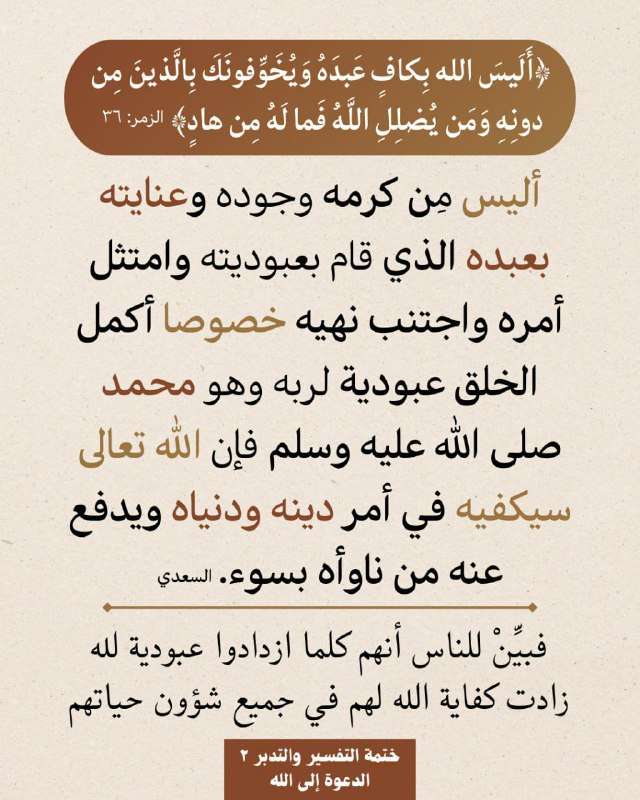 ﴿أَلَيسَ الله بِكافٍ عَبدَهُ وَيُخَوِّفونَكَ بِالَّذينَ مِن
دونِهِ وَمَن يُضلِلِ اللَّهُ فَما لَهُ مِن هادٍ﴾ الزمر: ٣٦
أليس مِن كرمه وجوده وعنايته
بعبده الذي قام بعبوديته وامتثل
أمره واجتنب نهيه خصوصا أكمل
الخلق عبودية لربه وهو محمد
صلى الله عليه وسلم فإن الله تعالى
سيكفيه في أمر دينه ودنياه ويدفع
عنه من ناوأه بسوء. السعدي
فبيِّنْ للناس أنهم كلما ازدادوا عبودية لله
زادت كفاية الله لهم في جميع شؤون حياتهم
ختمة التفسير والتدبر ٢
الدعوة إلى الله